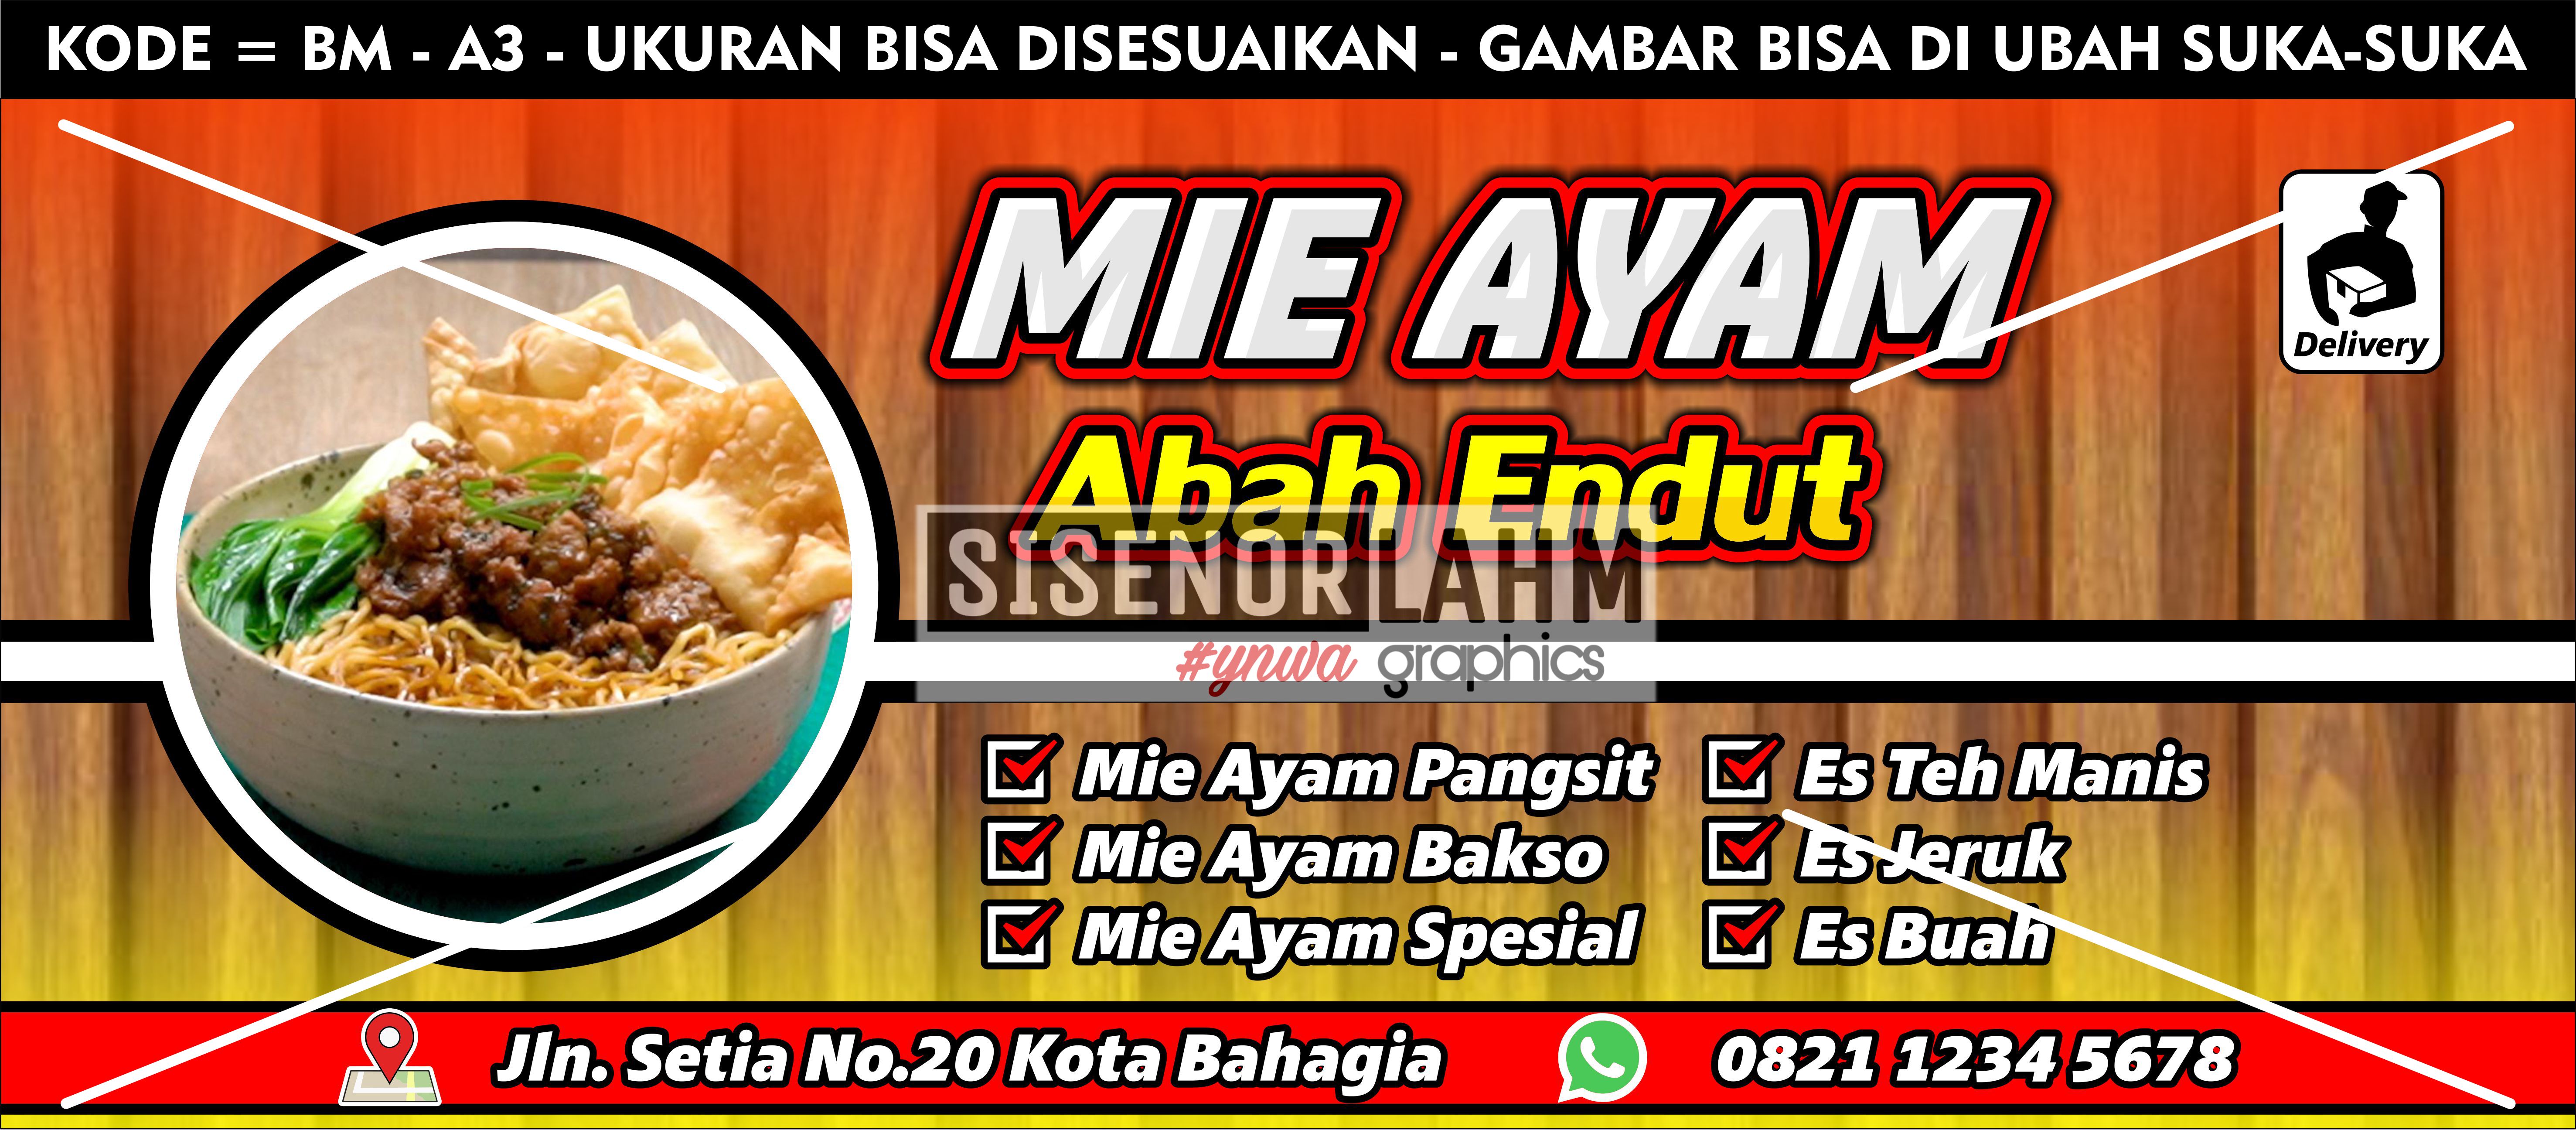 KODE = BM - A3 - UKURAN BISA DISESUAIKAN - GAMBAR BISA DI UBAH SUKA-SUKA
MIE AYAM
Delivery
Abah Endut
SISENOR LAHM
#ynwa graphics
Mie Ayam Pangsit
Mie Ayam Bakso
Mie Ayam Spesial
Es Teh Manis
Es Jeruk
Es Buah
Jln. Setia No.20 Kota Bahagia
0821 1234 5678